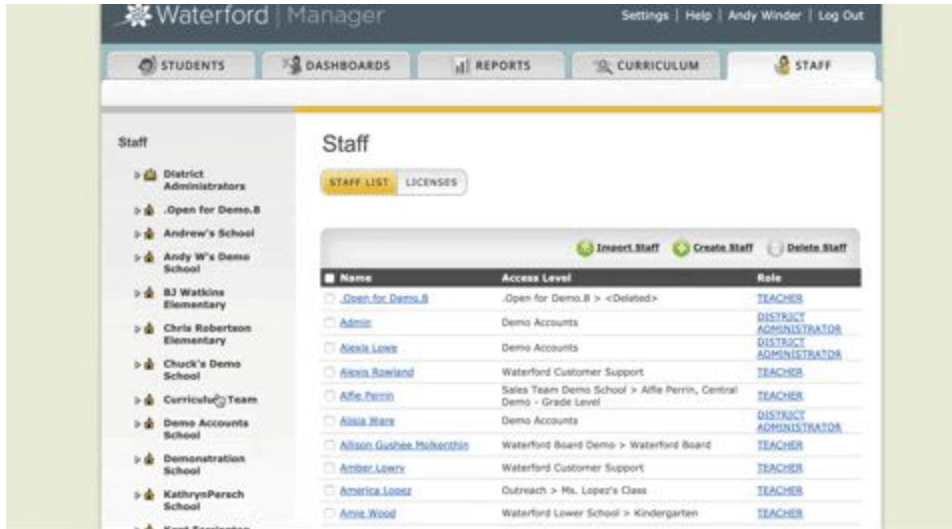 Waterford | Manager
Settings | Help | Andy Winder | Log Out
STUDENTS
DASHBOARDS
REPORTS
CURRICULUM
STAFF
Staff
District
Administrators
.Open for Demo.8
Andrew's School
Andy W's Demo
School
BJ Watkins
Elementary
Chris Robertson
Elementary
Chuck's Demo
School
Curriculum Team
Demo Accounts
School
Demonstration
School
KathrynPersch
School
Staff
STAFF LIST
LICENSES
Import Staff
Create Staff
Delete Staff
Name Access Level Role
.Open for Demo.8 .Open for Demo.8 > <Deleted> TEACHER
Admin Demo Accounts DISTRICT
ADMINISTRATOR
Alexis Lowe Demo Accounts DISTRICT
ADMINISTRATOR
Alexis Rowland Waterford Customer Support TEACHER
Alfie Perrin Sales Team Demo School > Alfie Perrin, Central
Demo - Grade Level TEACHER
Alisia Ware Demo Accounts DISTRICT
ADMINISTRATOR
Allison Gushee Molkenthin Waterford Board Demo > Waterford Board TEACHER
Amber Lowry Waterford Customer Support TEACHER
America Lopez Outreach > Ms. Lopez's Class TEACHER
Amie Wood Waterford Lower School > Kindergarten TEACHER